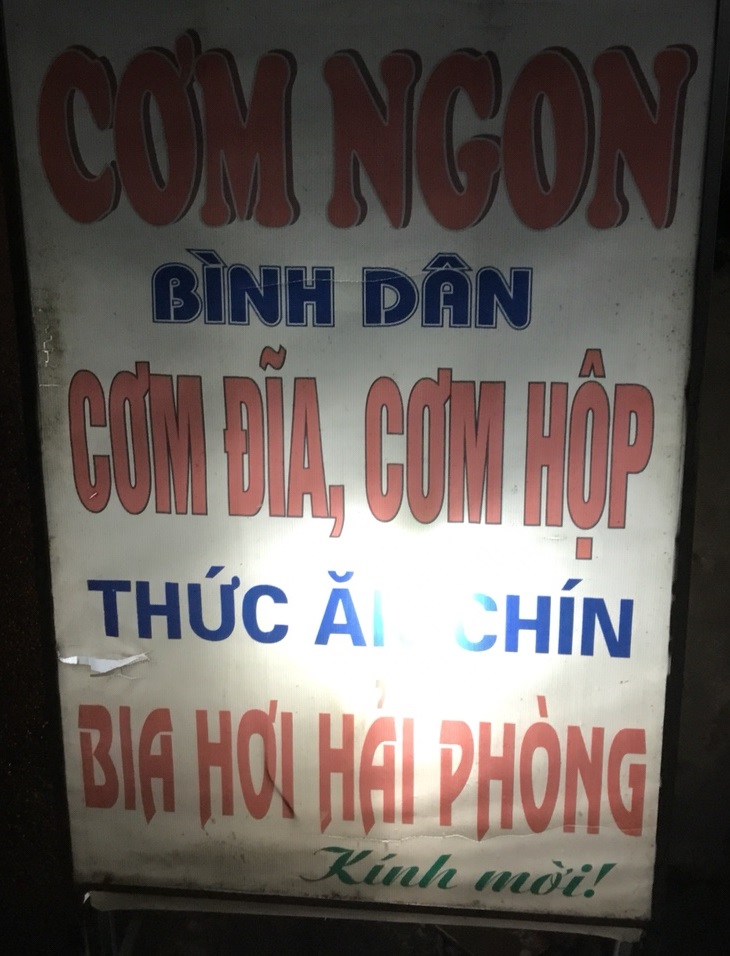 CƠM NGON
BÌNH DÂN
CƠM ĐĨA, CƠM HỘP
THỨC ĂN CHÍN
BIA HƠI HẢI PHÒNG
Kính mời!